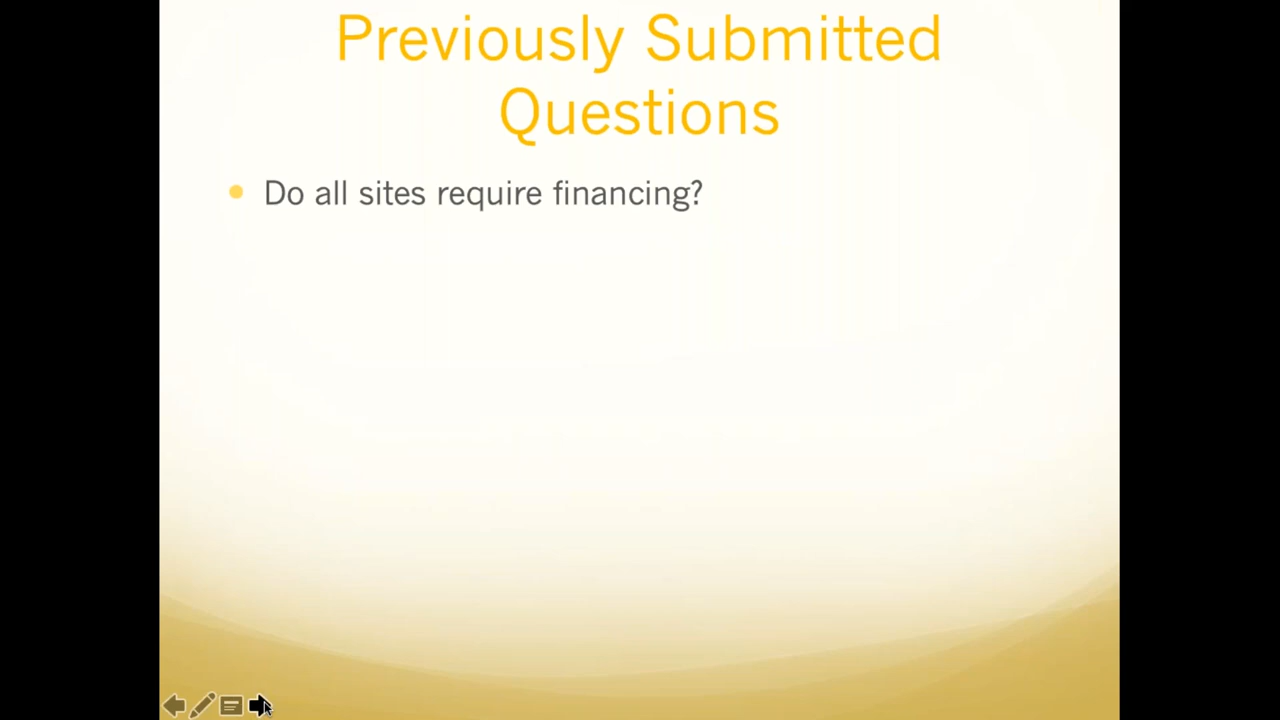 Previously Submitted
Questions
Do all sites require financing?